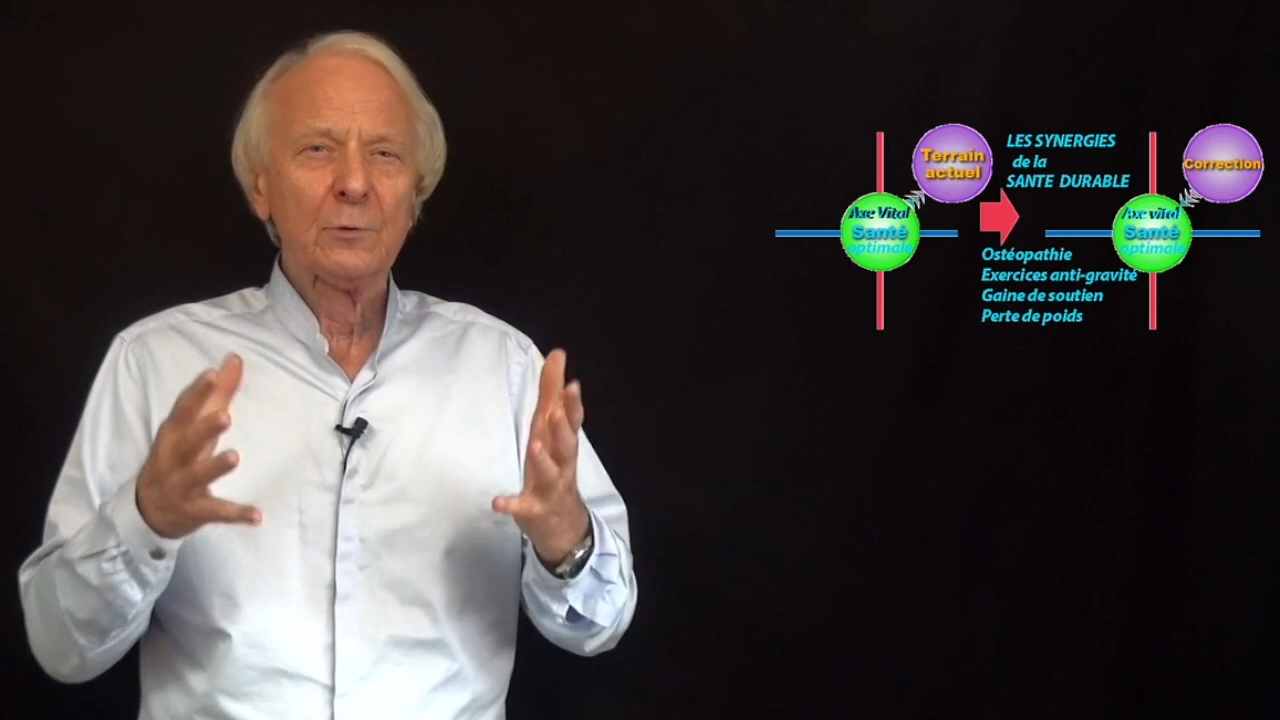 Terrain
actuel
Axe Vital
Santé
optimale
LES SYNERGIES
de la
SANTE DURABLE
Ostéopathie
Exercices anti-gravité
Gaine de soutien
Perte de poids
Correction
Axe vital
Santé
optimale